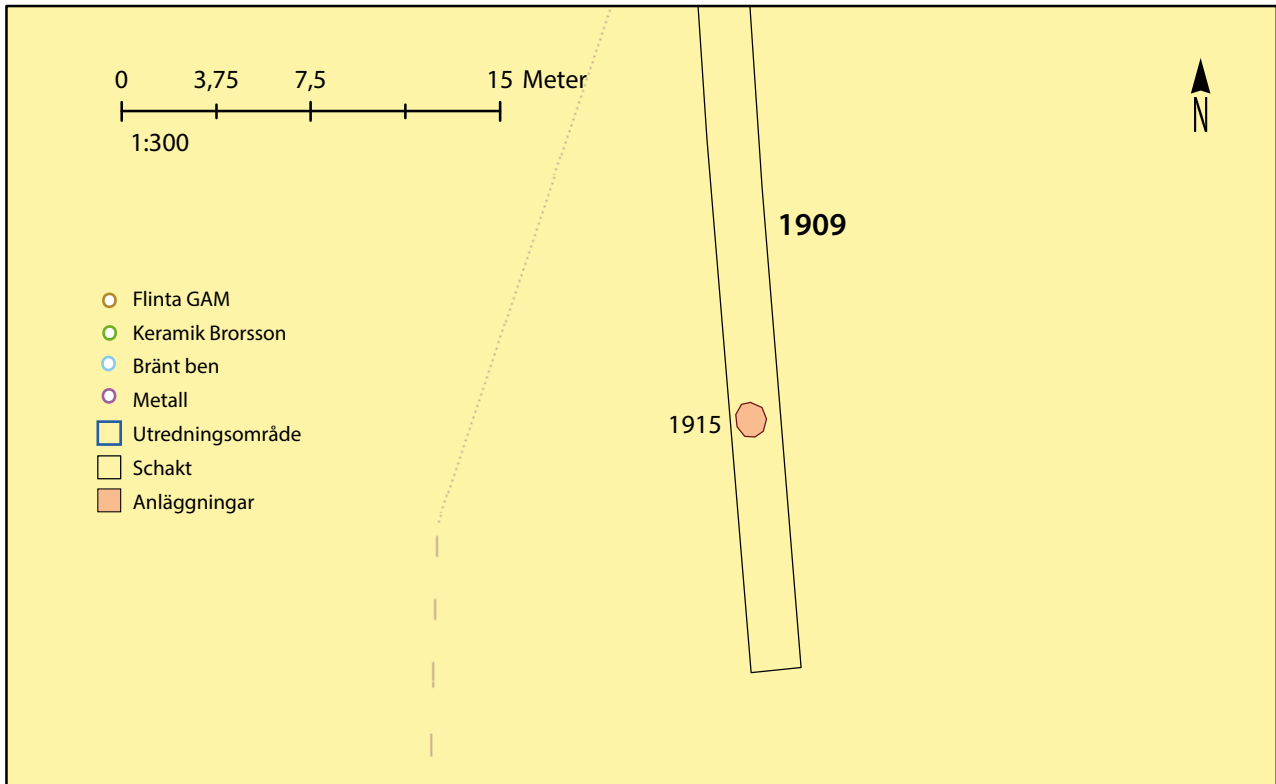 0 3,75 7,5 15 Meter
1:300
N
1909
Flinta GAM
Keramik Brorsson
Bränt ben
Metall
1915
Utredningsområde
Schakt
Anläggningar